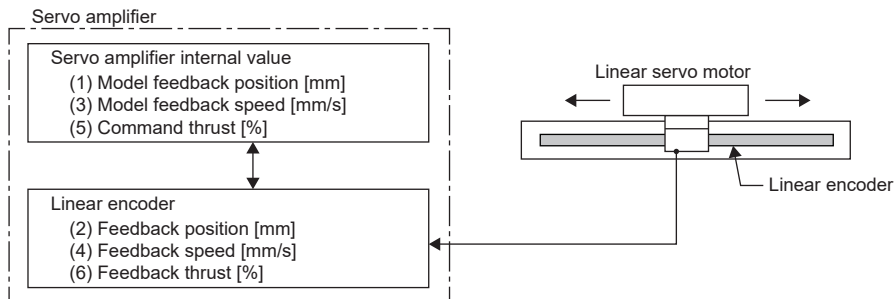 Servo amplifier
Servo amplifier internal value
(1) Model feedback position [mm]
(3) Model feedback speed [mm/s]
(5) Command thrust [%]
Linear encoder
(2) Feedback position [mm]
(4) Feedback speed [mm/s]
(6) Feedback thrust [%]
Linear servo motor
Linear encoder